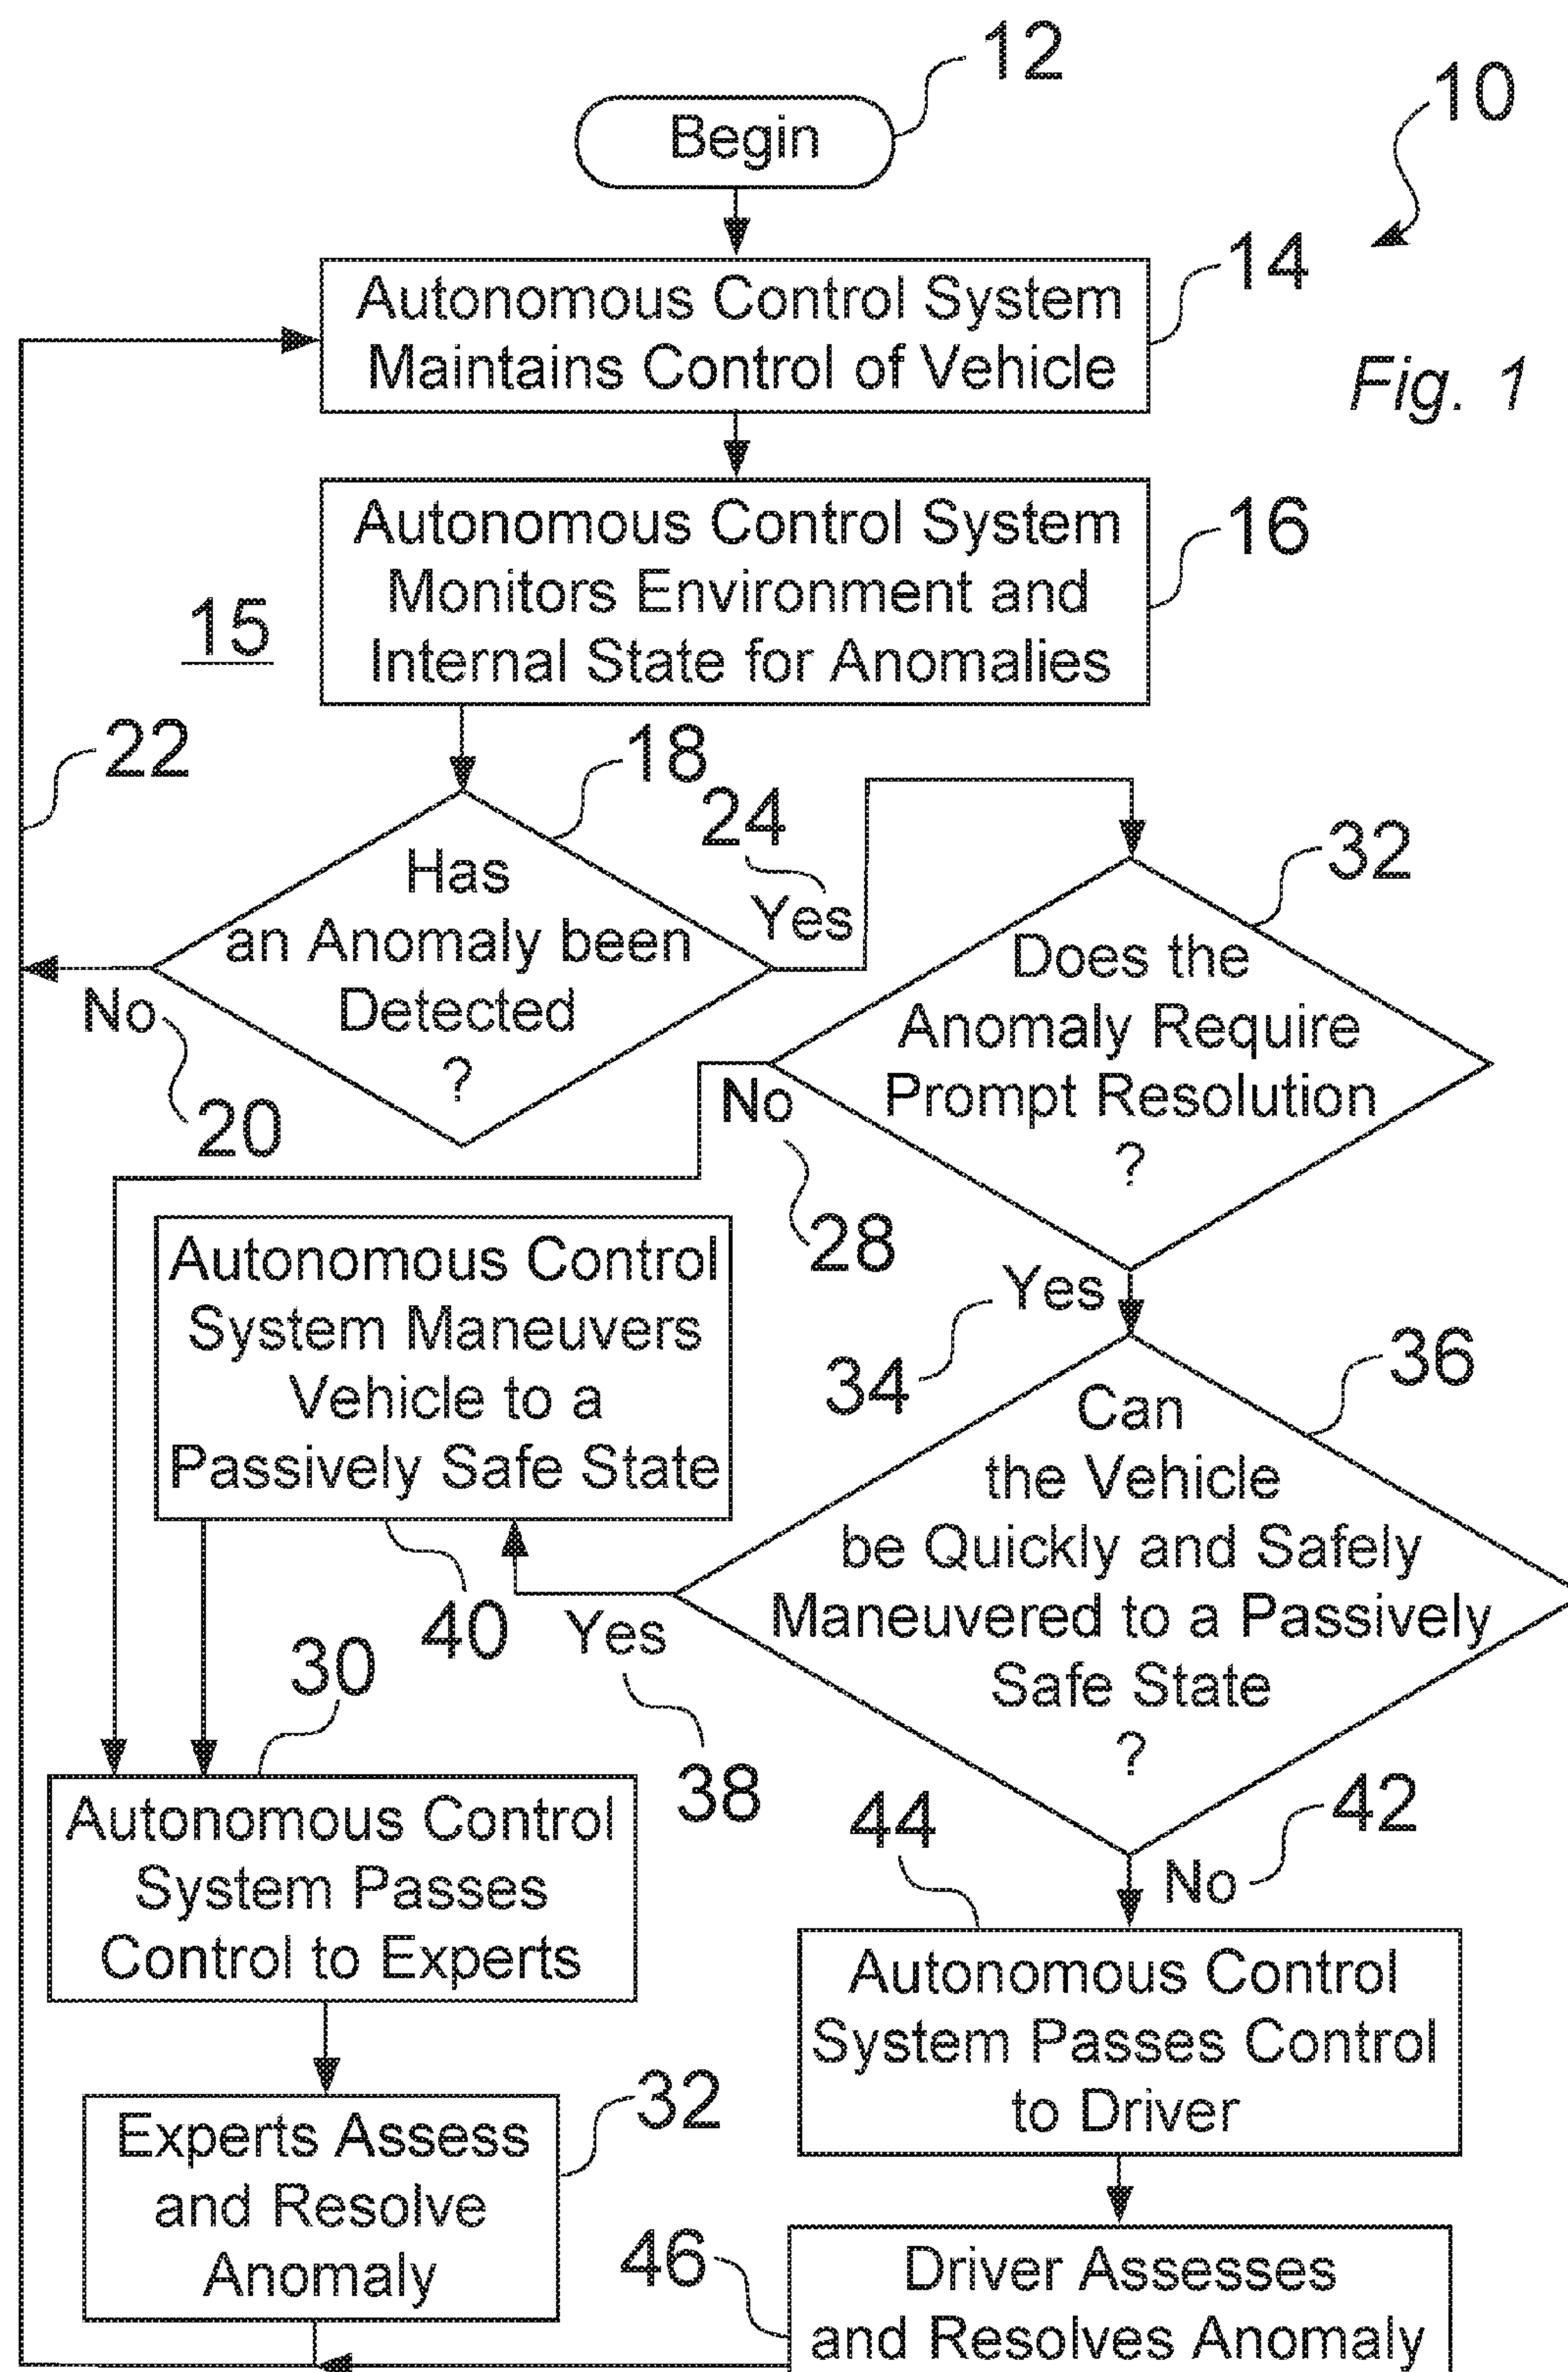 12
10
Begin
14
Autonomous Control System
Maintains Control of Vehicle
Fig. 1
16
Autonomous Control System
Monitors Environment and
Internal State for Anomalies
15
22
18
24
Yes
Has
an Anomaly been
Detected
?
No
20
32
Does the
Anomaly Require
Prompt Resolution
?
No
28
Yes
34
Autonomous Control
System Maneuvers
Vehicle to a
Passively Safe State
40
36
Can
the Vehicle
be Quickly and Safely
Maneuvered to a Passively
Safe State
?
Yes
38
30
Autonomous Control
System Passes
Control to Experts
42
No
44
Autonomous Control
System Passes Control
to Driver
32
Experts Assess
and Resolve
Anomaly
46
Driver Assesses
and Resolves Anomaly